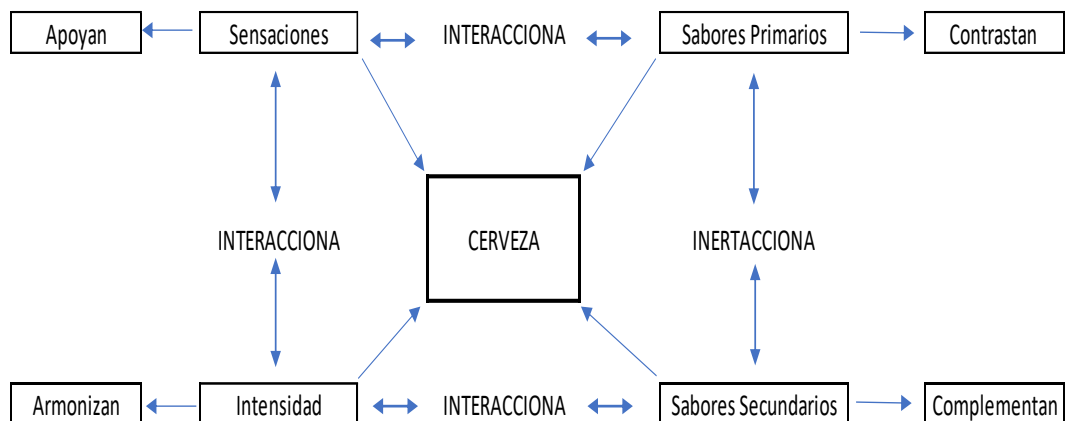 Apoyan
Sensaciones
INTERACCIONA
Sabores Primarios
Contrastan
INTERACCIONA
CERVEZA
INERTACCIONA
Armonizan
Intensidad
INTERACCIONA
Sabores Secundarios
Complementan